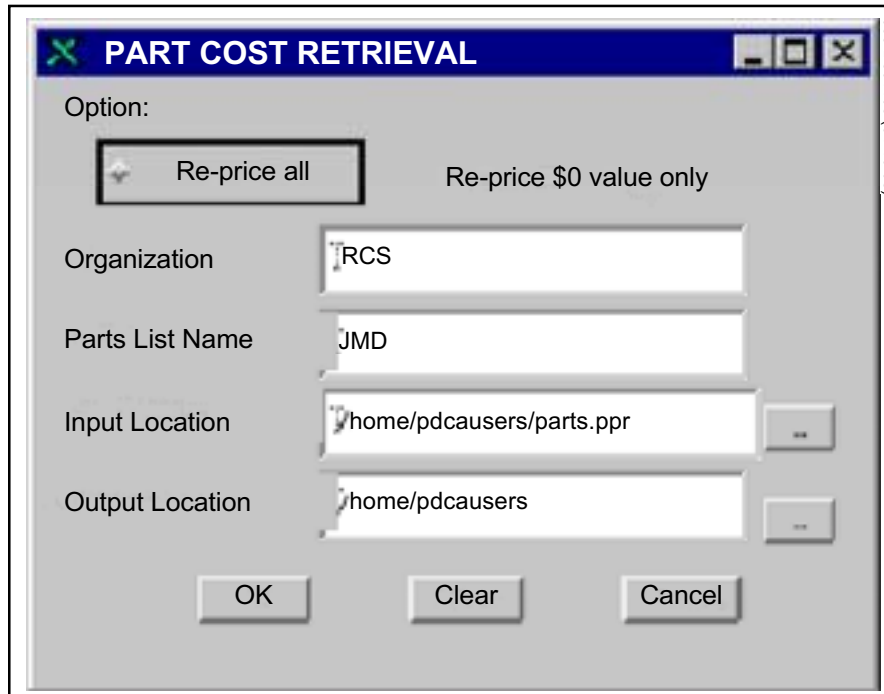 PART COST RETRIEVAL
Option:
Re-price all
Re-price $0 value only
Organization
RCS
Parts List Name
JMD
Input Location
/home/pdcausers/parts.ppr
..
Output Location
/home/pdcausers
..
OK
Clear
Cancel